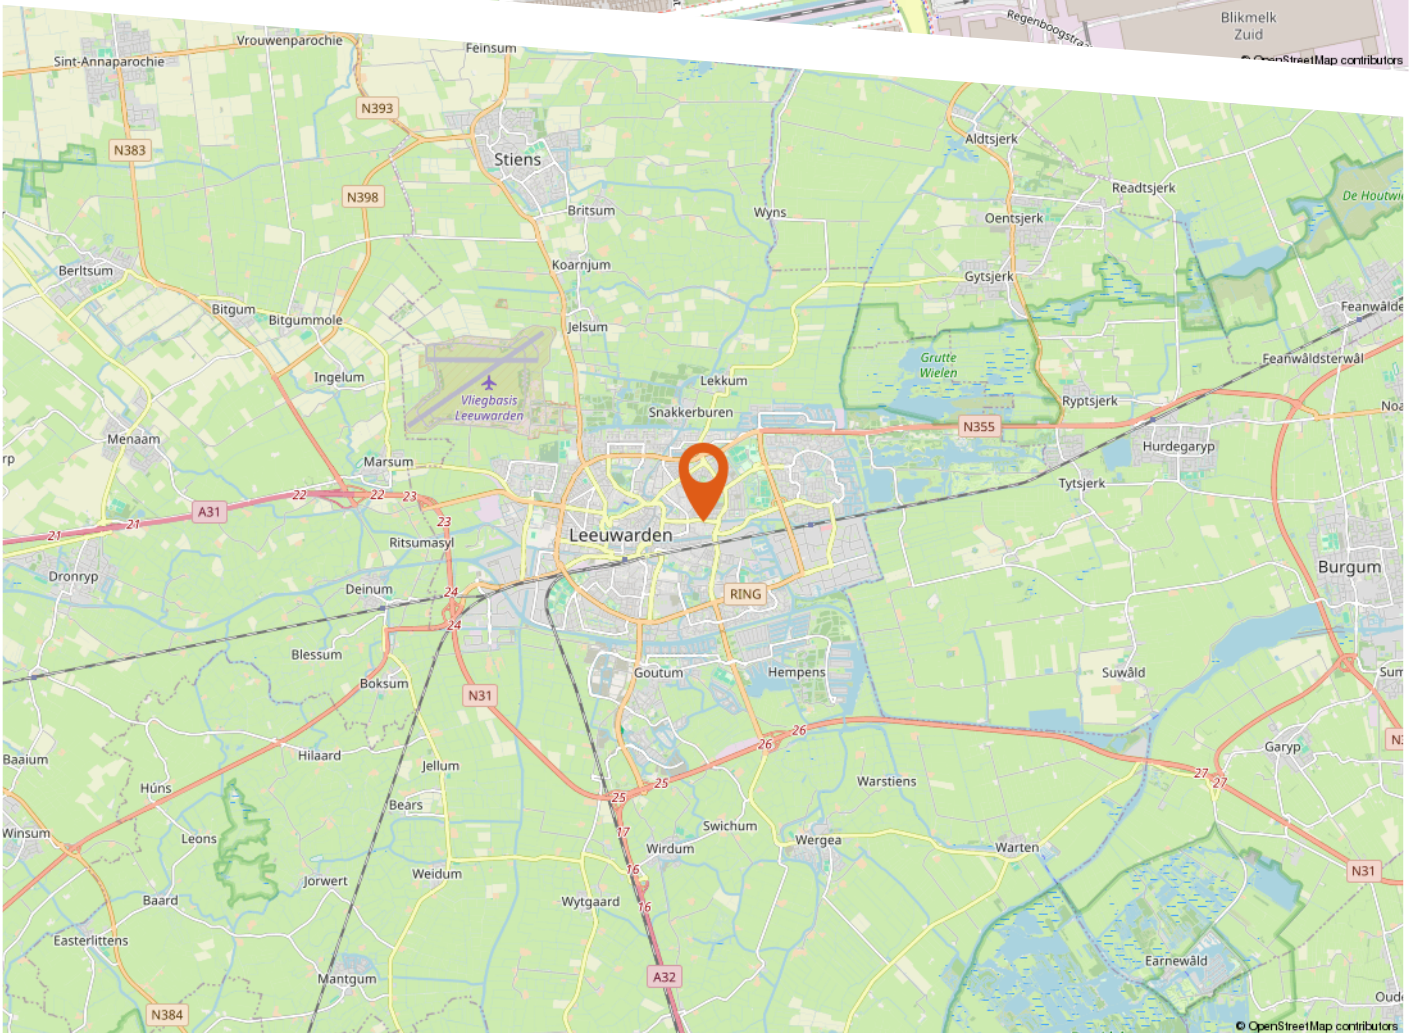 Regenboogstraa
Blikmelk
Zuid
© OpenStreetMap contributors
Vrouwenparochie
Sint-Annaparochie
Feinsum
N393
N383
Stiens
Aldtsjerk
Readtsjerk
N398
De Houtwie
Britsum
Wyns
Oentsjerk
Koarnjum
Berltsum
Gytsjerk
Bitgum
Bitgummole
Feanwâlde
Jelsum
Grutte
Wielen
Feanwâldsterwâl
Ingelum
Lekkum
Vliegbasis
Leeuwarden
Ryptsjerk
Noa
Snakkerburen
N355
Menaam
Hurdegaryp
rp
Marsum
Tytsjerk
22
22
23
A31
21
21
23
Leeuwarden
Ritsumasyl
Dronryp
Burgum
Deinum
24
RING
24
Blessum
Goutum
Hempens
Suwâld
Sum
Boksum
N31
26
26
N3
Garyp
Hilaard
Baaium
Jellum
27
27
Húns
25
25
Warstiens
Bears
Winsum
Leons
17
Swichum
Wergea
Wirdum
Warten
16
N31
Weidum
Jorwert
Baard
Wytgaard
16
Easterlittens
Earnewâld
Mantgum
A32
Oud
N384
© OpenStreetMap contributors